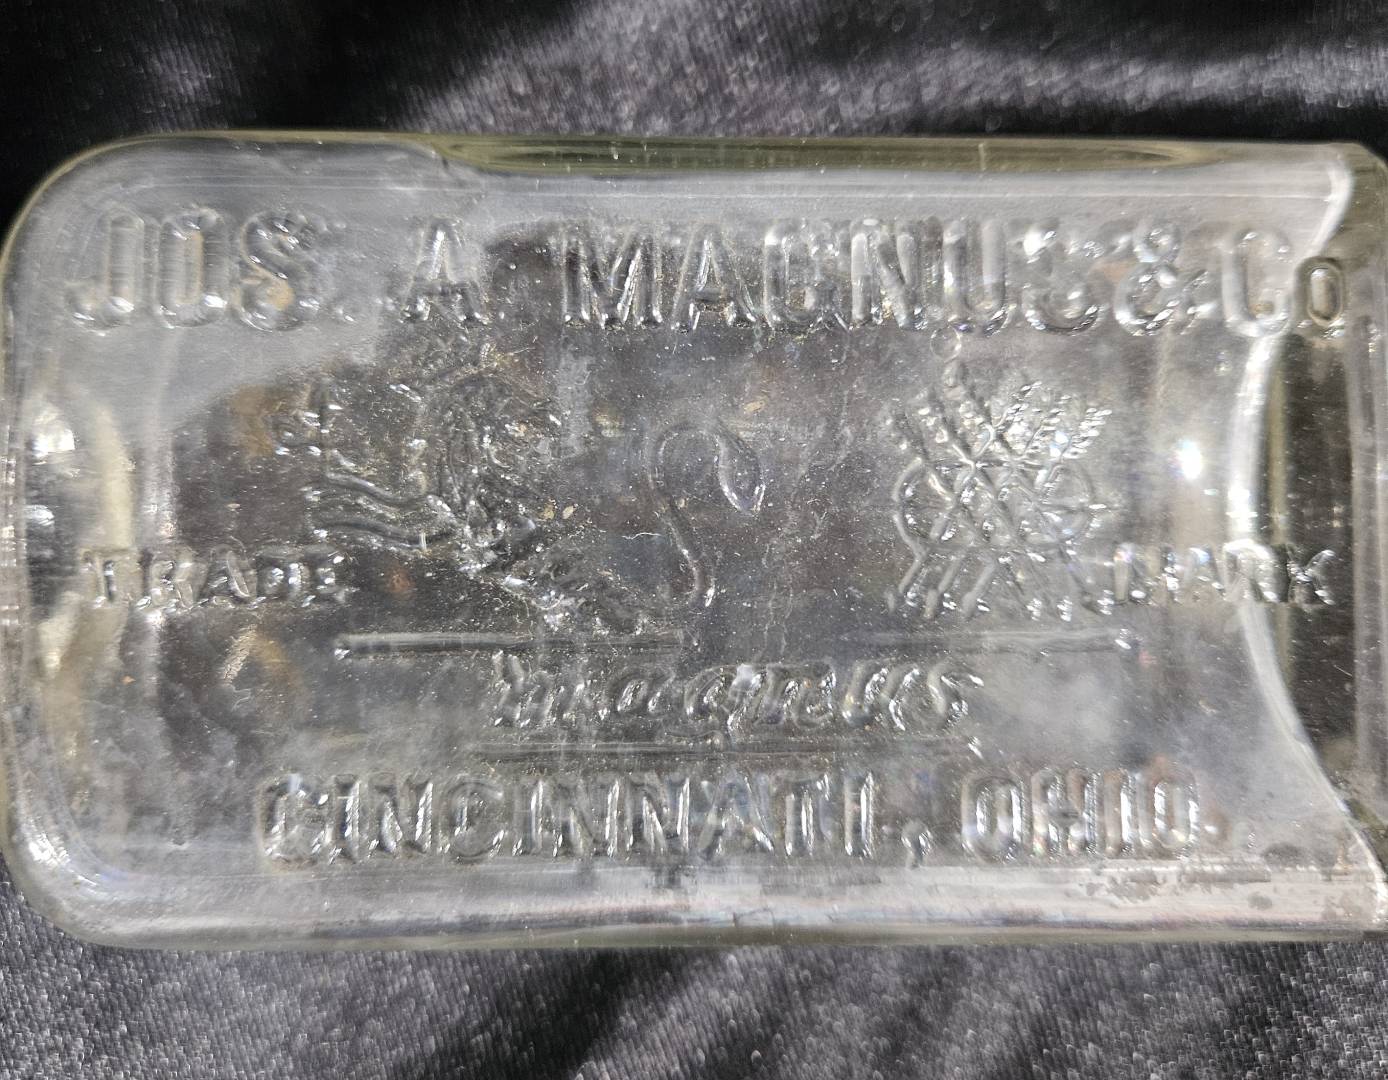 JOS. A. MAGNUS & CO
TRADE MARK
Magnus
CINCINNATI, OHIO.